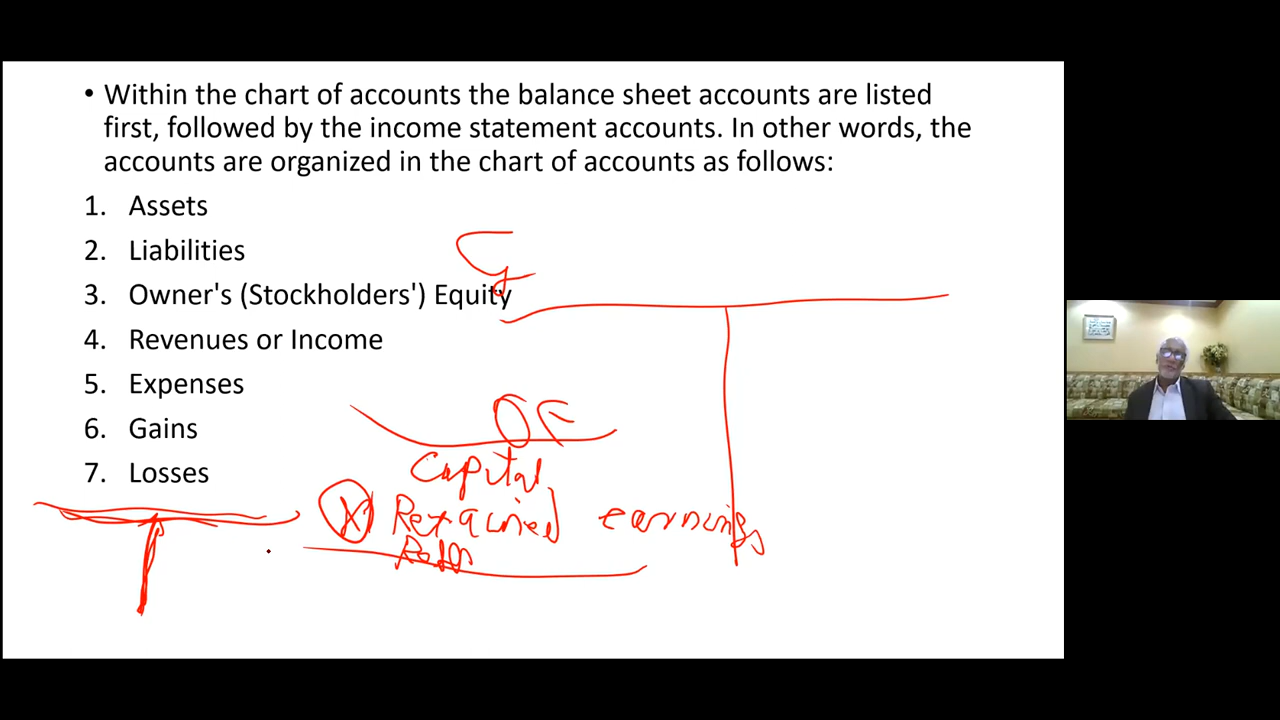 • Within the chart of accounts the balance sheet accounts are listed
first, followed by the income statement accounts. In other words, the
accounts are organized in the chart of accounts as follows:
1. Assets
2. Liabilities
3. Owner's (Stockholders') Equity
4. Revenues or Income
5. Expenses
6. Gains
7. Losses
OE
Capital
Retained earnings